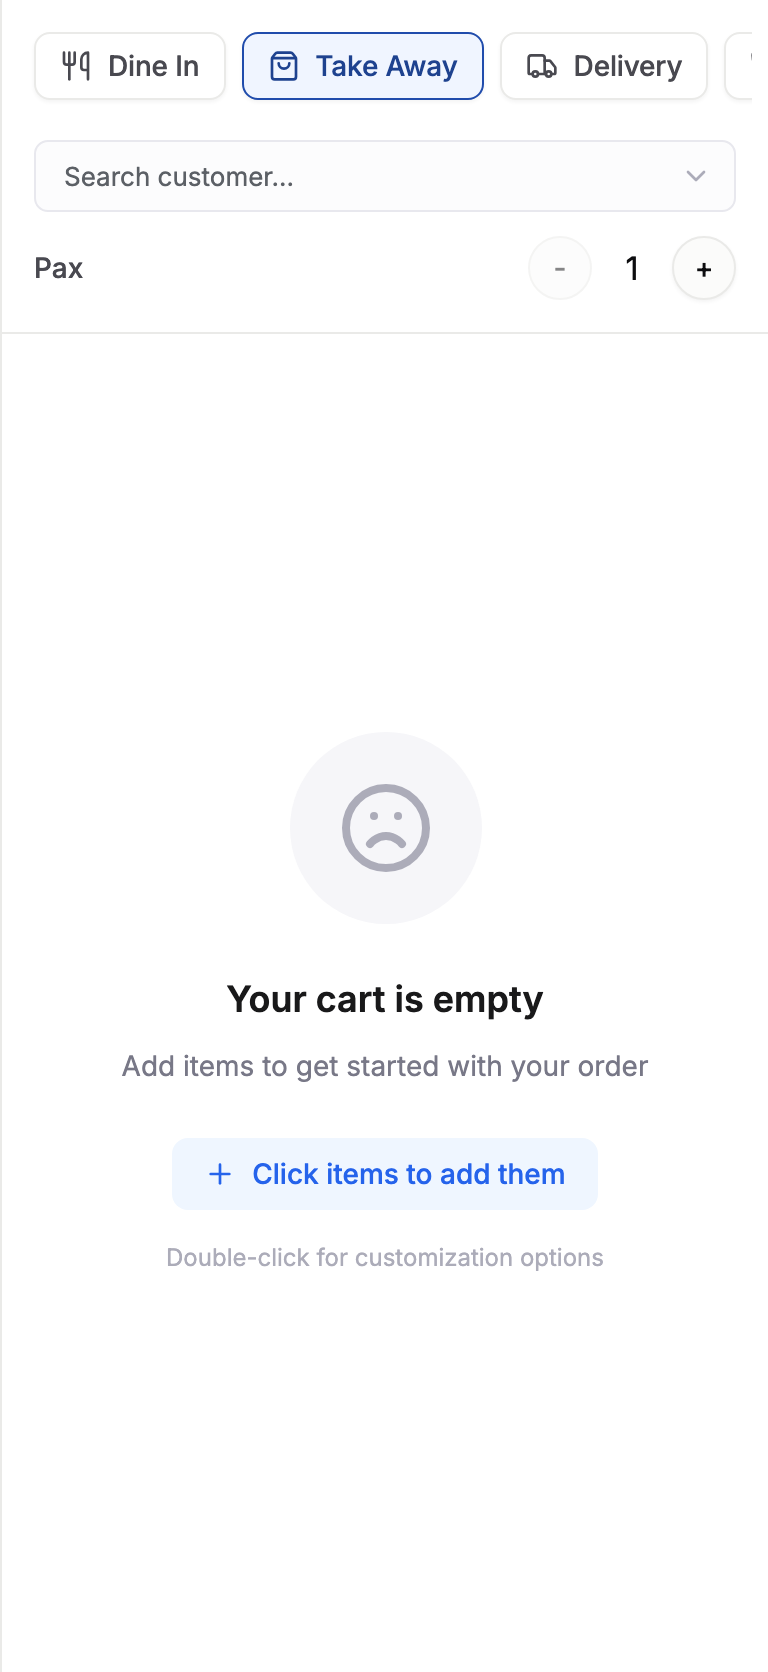 Dine In
Take Away
Delivery
Search customer...
Pax
-
1
+
Your cart is empty
Add items to get started with your order
+ Click items to add them
Double-click for customization options